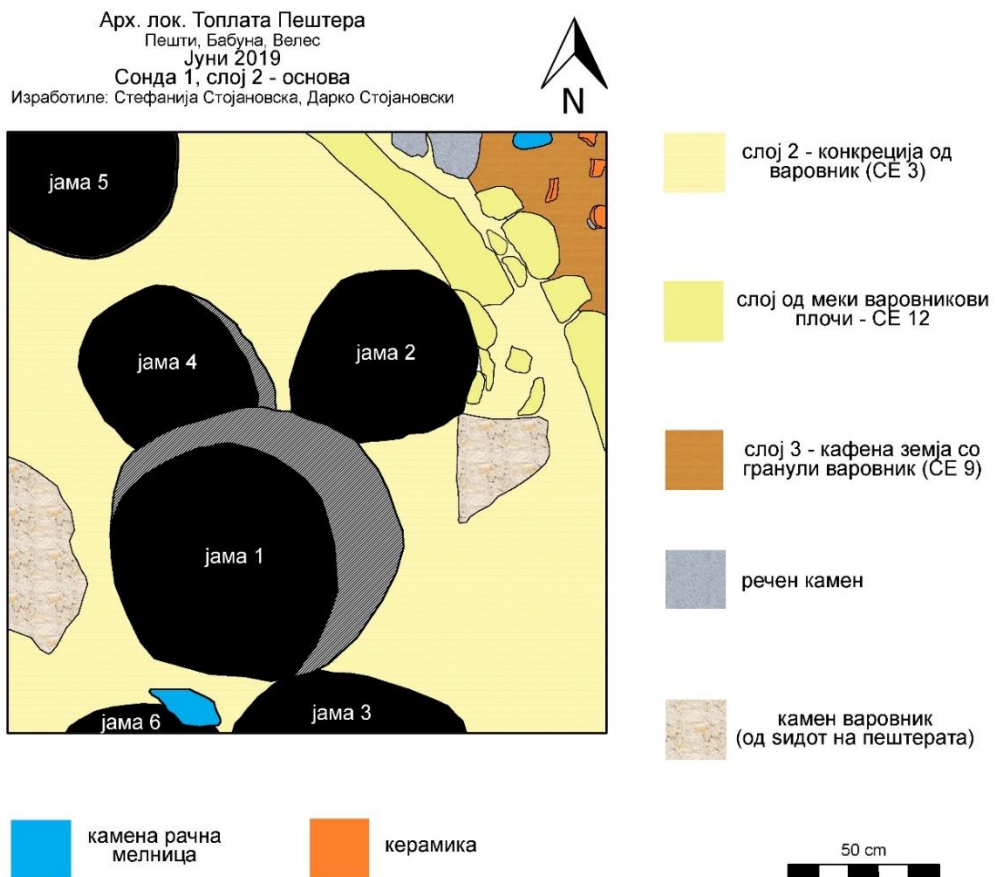 Арх. лок. Топлата Пештера
Пешти, Бабуна, Велес
Јуни 2019
Сонда 1, слој 2 - основа
Изработиле: Стефанија Стојановска, Дарко Стојановски
N
јама 5
јама 4
јама 2
јама 1
јама 6
јама 3
слој 2 - конкреција од
варовник (СЕ 3)
слој од меки варовникови
плочи - СЕ 12
слој 3 - кафена земја со
гранули варовник (СЕ 9)
речен камен
камен варовник
(од ѕидот на пештерата)
камена рачна
мелница
керамика
50 cm